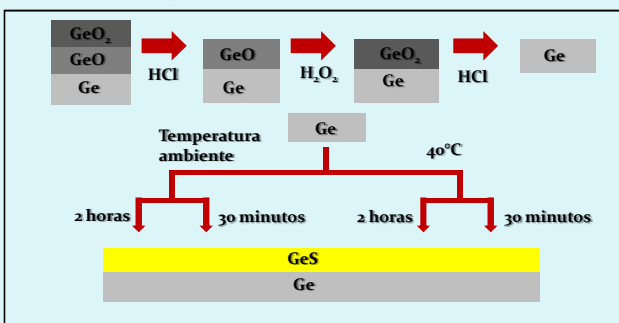 GeO₂
GeO
Ge
HCl
GeO
Ge
H₂O₂
GeO₂
Ge
HCl
Ge
Ge
Temperatura
ambiente
40°C
2 horas
30 minutos
2 horas
30 minutos
GeS
Ge